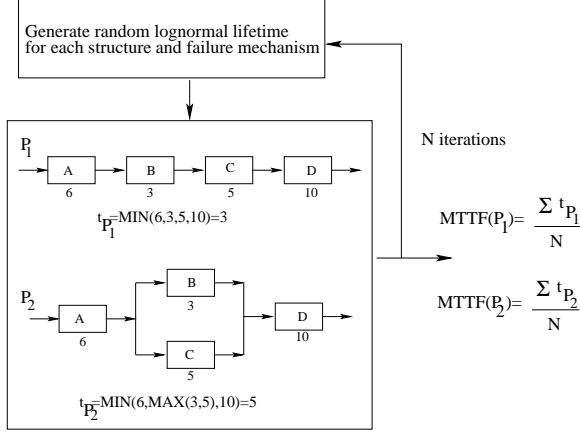 Generate random lognormal lifetime
for each structure and failure mechanism
P1
A
B
C
D
6
3
5
10
tP1=MIN(6,3,5,10)=3
P2
A
B
C
D
6
3
5
10
tP2=MIN(6,MAX(3,5),10)=5
N iterations
MTTF(P1)= Σ tP1
N
MTTF(P2)= Σ tP2
N